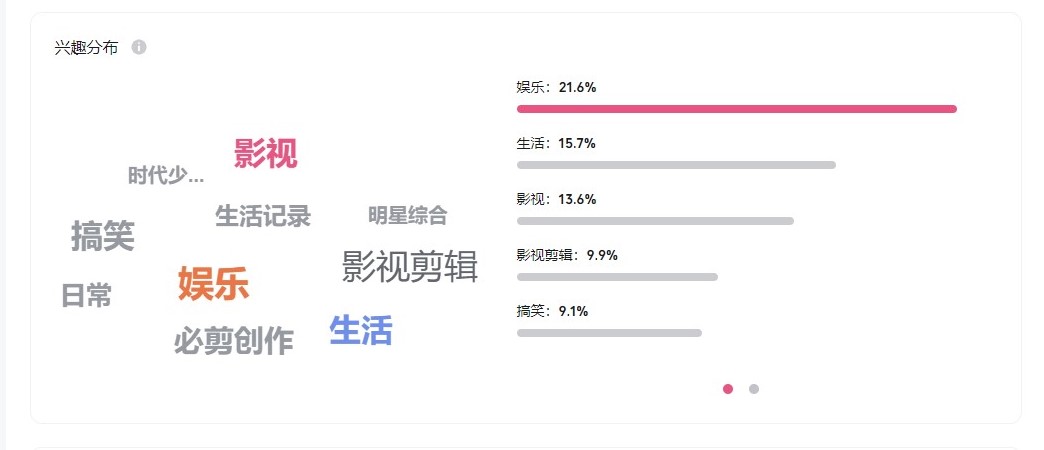 兴趣分布
影视
时代少...
生活记录
明星综合
搞笑
影视剪辑
娱乐
日常
生活
必剪创作
娱乐：21.6%
生活：15.7%
影视：13.6%
影视剪辑：9.9%
搞笑：9.1%